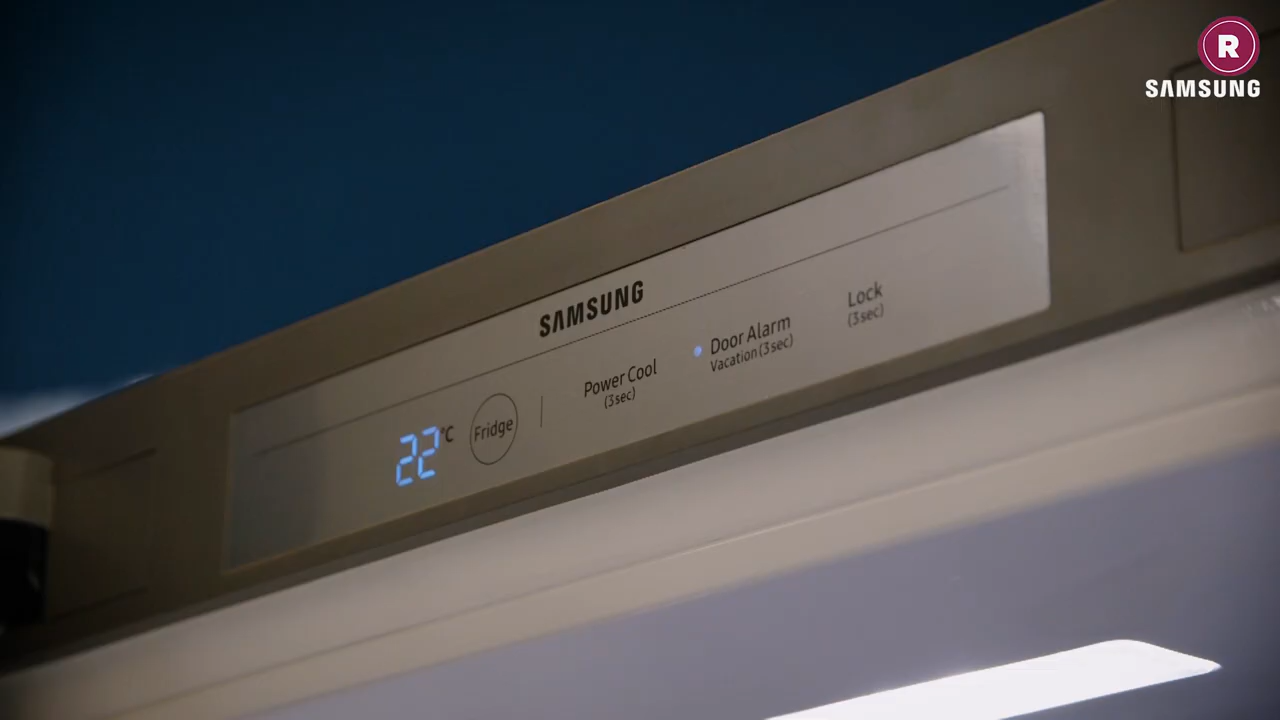 R
SAMSUNG
SAMSUNG
22°C
Fridge
Power Cool
(3sec)
Door Alarm
Vacation(3sec)
Lock
(3sec)